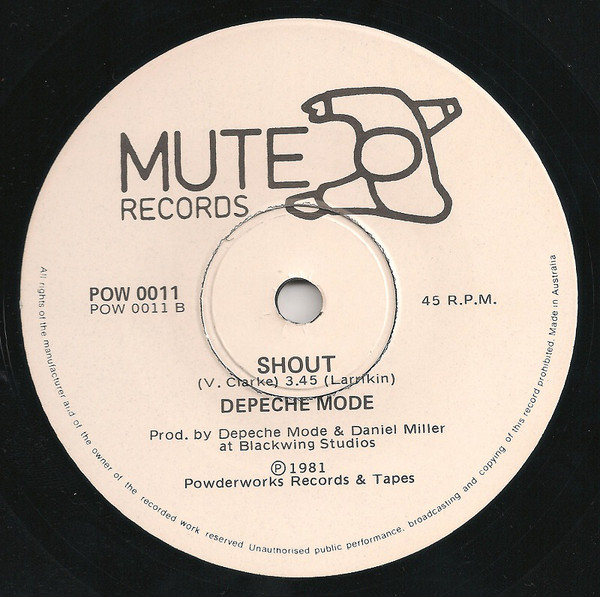 MUTE
RECORDS
POW 0011
POW 0011 B
45 R.P.M.
SHOUT
(V. Clarke) 3.45 (Larrikin)
DEPECHE MODE
Prod. by Depeche Mode & Daniel Miller
at Blackwing Studios
Ⓟ 1981
Powderworks Records & Tapes
All rights of the manufacturer and of the owner of the recorded work reserved Unauthorised public performance, broadcasting and copying of this record prohibited. Made in Australia